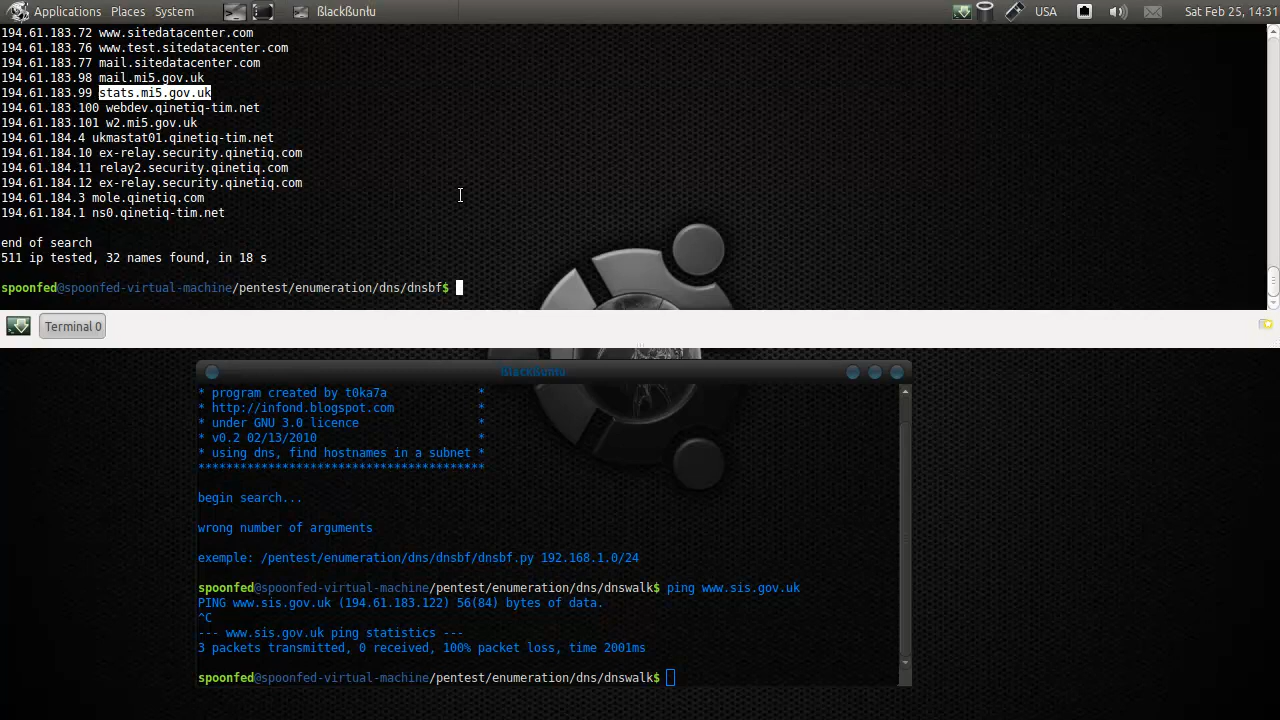 Applications Places System ßlackßuntu USA Sat Feb 25, 14:31
194.61.183.72 www.sitedatacenter.com
194.61.183.76 www.test.sitedatacenter.com
194.61.183.77 mail.sitedatacenter.com
194.61.183.98 mail.mi5.gov.uk
194.61.183.99 stats.mi5.gov.uk
194.61.183.100 webdev.qinetiq-tim.net
194.61.183.101 w2.mi5.gov.uk
194.61.184.4 ukmastat01.qinetiq-tim.net
194.61.184.10 ex-relay.security.qinetiq.com
194.61.184.11 relay2.security.qinetiq.com
194.61.184.12 ex-relay.security.qinetiq.com
194.61.184.3 mole.qinetiq.com
194.61.184.1 ns0.qinetiq-tim.net
end of search
511 ip tested, 32 names found, in 18 s
spoonfed@spoonfed-virtual-machine/pentest/enumeration/dns/dnsbf$
Terminal 0
ßlackßuntu
* program created by t0ka7a *
* http://infond.blogspot.com *
* under GNU 3.0 licence *
* v0.2 02/13/2010 *
* using dns, find hostnames in a subnet *
*****************************************
begin search...
wrong number of arguments
exemple: /pentest/enumeration/dns/dnsbf/dnsbf.py 192.168.1.0/24
spoonfed@spoonfed-virtual-machine/pentest/enumeration/dns/dnswalk$ ping www.sis.gov.uk
PING www.sis.gov.uk (194.61.183.122) 56(84) bytes of data.
^C
--- www.sis.gov.uk ping statistics ---
3 packets transmitted, 0 received, 100% packet loss, time 2001ms
spoonfed@spoonfed-virtual-machine/pentest/enumeration/dns/dnswalk$